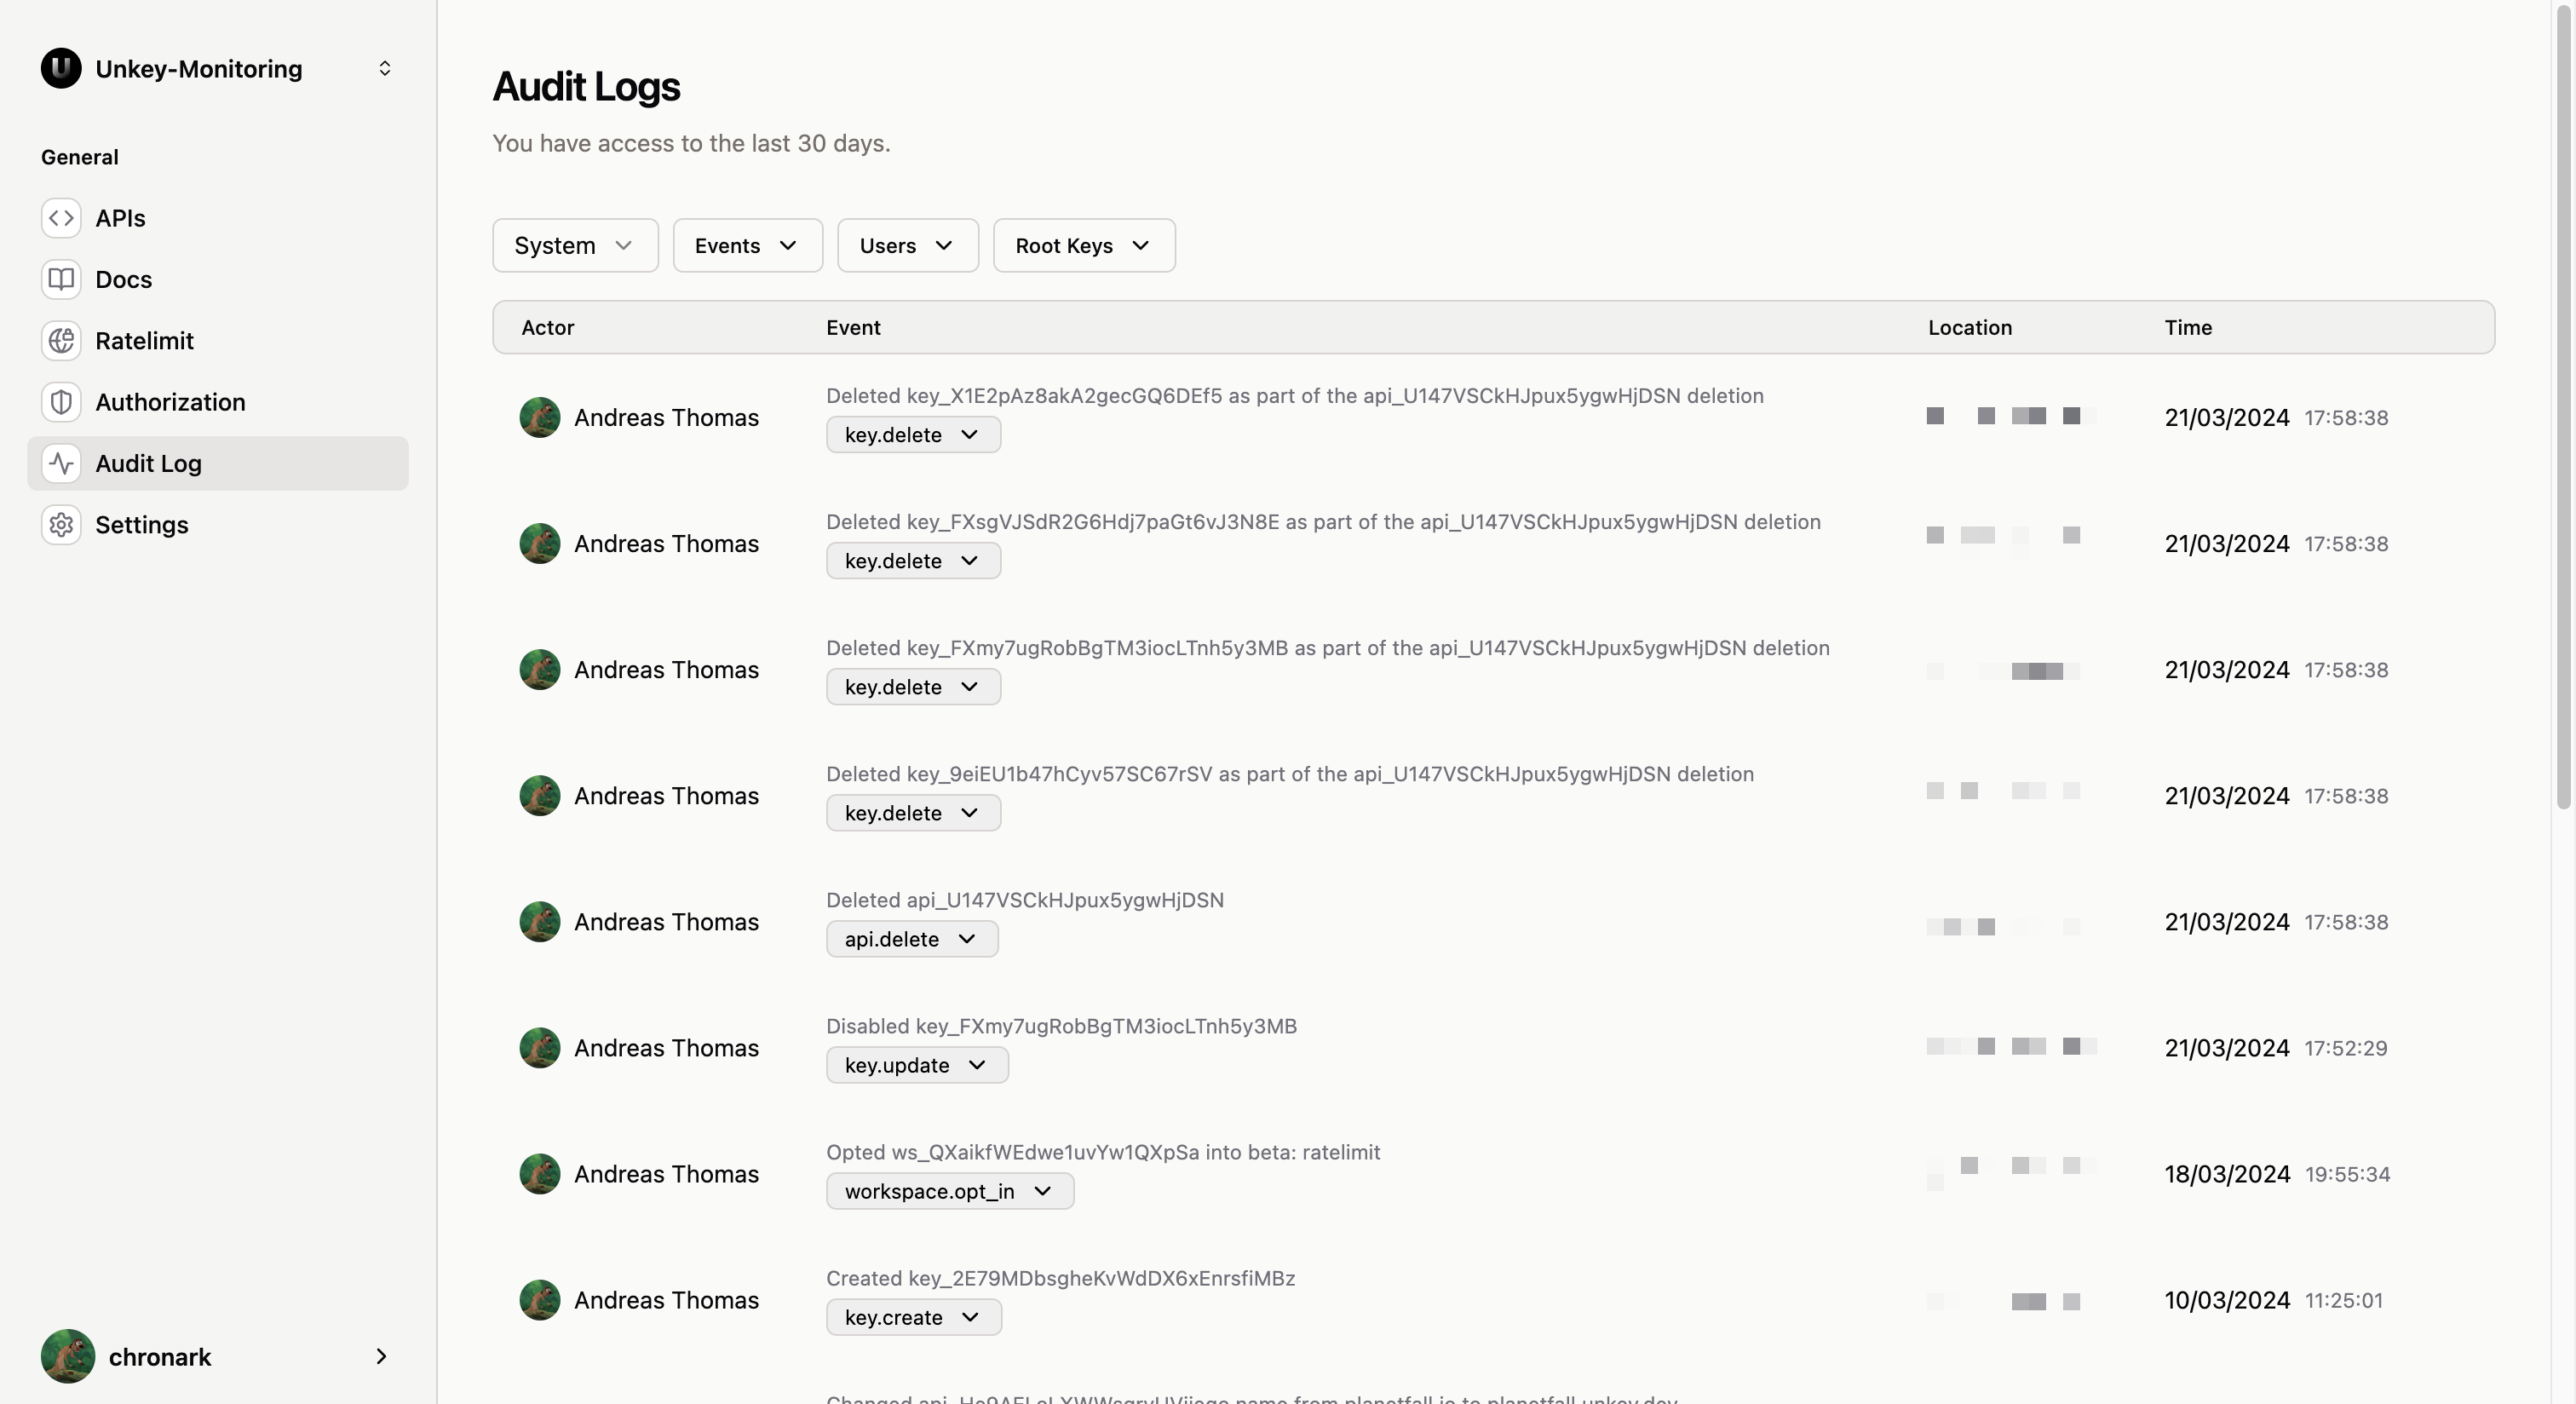 Unkey-Monitoring
General
APIs
Docs
Ratelimit
Authorization
Audit Log
Settings
chronark
Audit Logs
You have access to the last 30 days.
System Events Users Root Keys
Actor Event Location Time
Deleted key_X1E2pAz8akA2gecGQ6DEf5 as part of the api_U147VSCkHJpux5ygwHjDSN deletion
Andreas Thomas key.delete 21/03/2024 17:58:38
Deleted key_FXsgVJSdR2G6Hdj7paGt6vJ3N8E as part of the api_U147VSCkHJpux5ygwHjDSN deletion
Andreas Thomas key.delete 21/03/2024 17:58:38
Deleted key_FXmy7ugRobBgTM3iocLTnh5y3MB as part of the api_U147VSCkHJpux5ygwHjDSN deletion
Andreas Thomas key.delete 21/03/2024 17:58:38
Deleted key_9eiEU1b47hCyv57SC67rSV as part of the api_U147VSCkHJpux5ygwHjDSN deletion
Andreas Thomas key.delete 21/03/2024 17:58:38
Deleted api_U147VSCkHJpux5ygwHjDSN
Andreas Thomas api.delete 21/03/2024 17:58:38
Disabled key_FXmy7ugRobBgTM3iocLTnh5y3MB
Andreas Thomas key.update 21/03/2024 17:52:29
Opted ws_QXaikfWEdwe1uvYw1QXpSa into beta: ratelimit
Andreas Thomas workspace.opt_in 18/03/2024 19:55:34
Created key_2E79MDbsgheKvWdDX6xEnrsfiMBz
Andreas Thomas key.create 10/03/2024 11:25:01